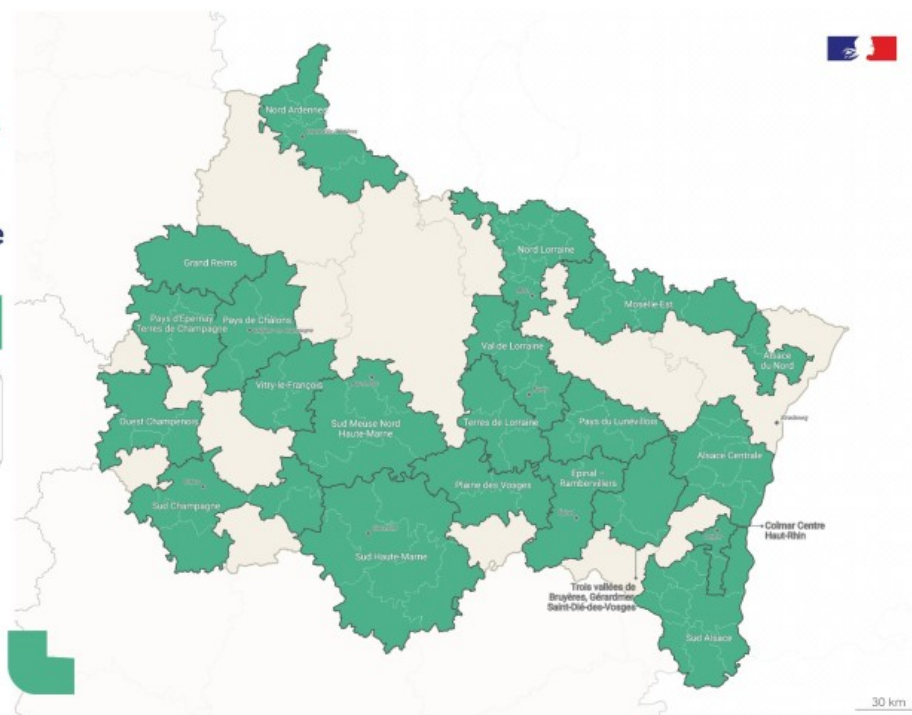 Nord Ardennes
Grand Reims
Nord Lorraine
Pays d'Epernay
Terres de Champagne
Pays de Châlons
Moselle-Est
Val de Lorraine
Alsace
du Nord
Vitry-le-François
Ouest Champenois
Sud Meuse Nord
Haute-Marne
Terres de Lorraine
Pays du Lunévillois
Strasbourg
Alsace Centrale
Plaine des Vosges
Epinal -
Rambervillers
Sud Champagne
Colmar Centre
Haut-Rhin
Sud Haute-Marne
Trois vallées de
Bruyères, Gérardmer,
Saint-Dié-des-Vosges
Sud Alsace
30 km